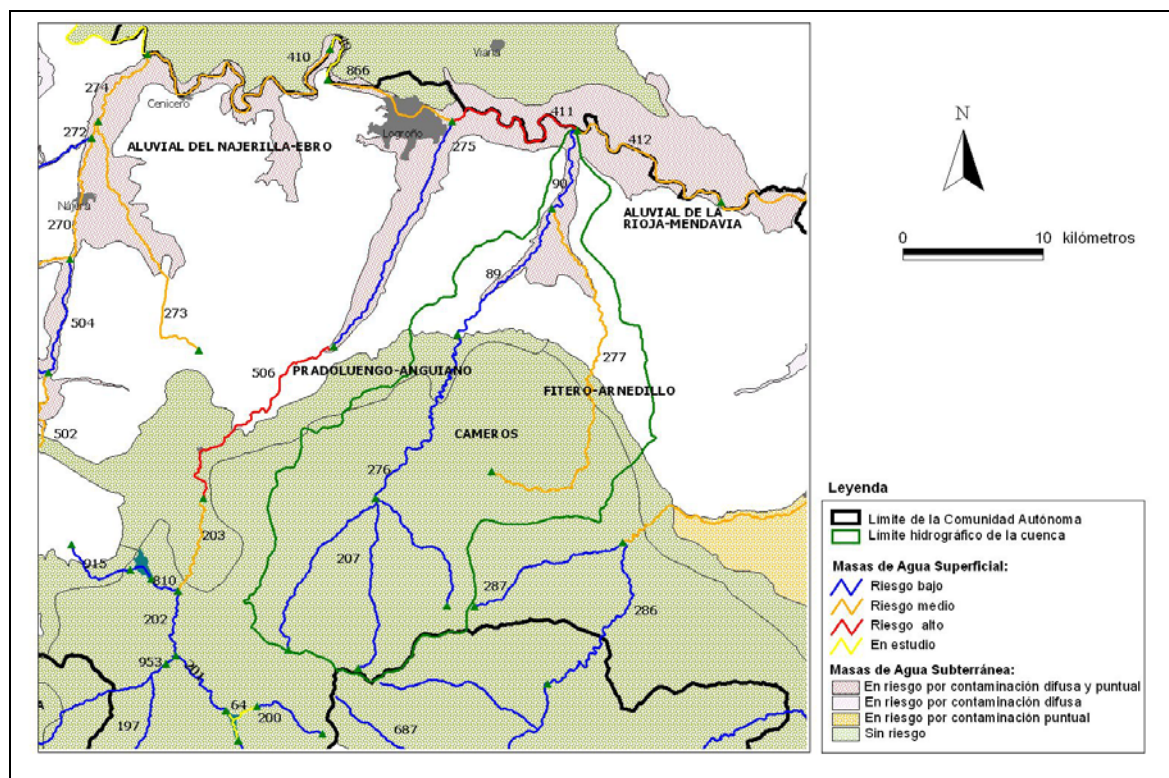 410
866
Viana
274
Cenicero
411
272
Logroño
275
412
ALUVIAL DEL NAJERILLA-EBRO
90
Nájera
ALUVIAL DE LA
RIOJA-MENDAVIA
270
89
504
273
277
506
PRADOLUENGO-ANGUIANO
FITERO-ARNEDILLO
502
CAMEROS
276
203
915
207
810
287
202
286
953
201
64
200
197
687
N
0
10 kilómetros
Leyenda
Límite de la Comunidad Autónoma
Límite hidrográfico de la cuenca
Masas de Agua Superficial:
Riesgo bajo
Riesgo medio
Riesgo alto
En estudio
Masas de Agua Subterránea:
En riesgo por contaminación difusa y puntual
En riesgo por contaminación difusa
En riesgo por contaminación puntual
Sin riesgo